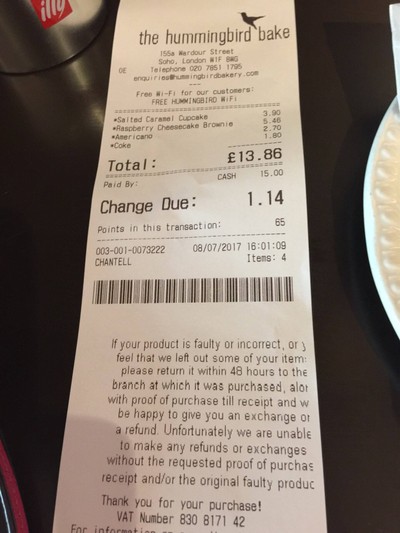 illy
the hummingbird bake
155a Wardour Street
Soho, London W1F 8WG
Telephone 020 7851 1795
OE
enquiries@hummingbirdbakery.com
---
Free Wi-Fi for our customers:
FREE HUMMINGBIRD WiFi
*Salted Caramel Cupcake 3.90
*Raspberry Cheesecake Brownie 5.46
*Americano 2.70
*Coke 1.80
Total: £13.86
Paid By: CASH 15.00
Change Due: 1.14
Points in this transaction: 65
003-001-0073222 08/07/2017 16:01:09
CHANTELL Items: 4
If your product is faulty or incorrect, or y
feel that we left out some of your item
please return it within 48 hours to the
branch at which it was purchased, alon
with proof of purchase till receipt and w
be happy to give you an exchange or
a refund. Unfortunately we are unable
to make any refunds or exchanges
without the requested proof of purchas
receipt and/or the original faulty produc
Thank you for your purchase!
VAT Number 830 8171 42
For information